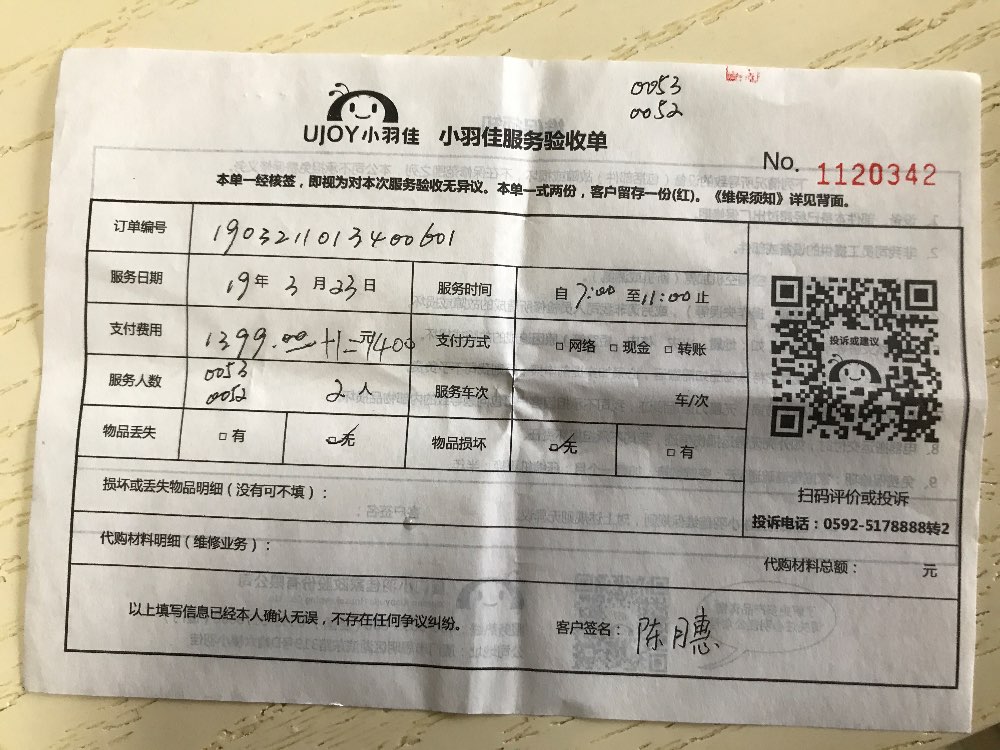 0053
0052
UJOY小羽佳 小羽佳服务验收单
No. 1120342
本单一经核签，即视为对本次服务验收无异议。本单一式两份，客户留存一份(红)。《维保须知》详见背面。
订单编号 1903211013400601
服务日期 19年3月23日 服务时间 自7:00至11:00止
支付费用 1399.00+1=元1400 支付方式 □网络 □现金 □转账
服务人数 0053 0052 2人 服务车次 车/次
物品丢失 □有 □无 物品损坏 □无 □有
投诉或建议
扫码评价或投诉
投诉电话：0592-5178888转2
损坏或丢失物品明细（没有可不填）：
代购材料明细（维修业务）：
代购材料总额： 元
以上填写信息已经本人确认无误，不存在任何争议纠纷。
客户签名：陈月惠